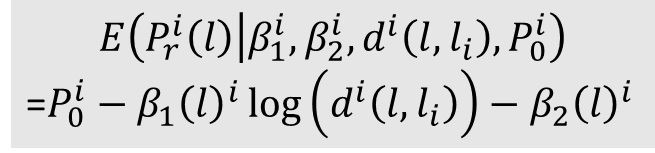 E(P_r^i(l)|β_1^i, β_2^i, d^i(l, l_i), P_0^i)
=P_0^i − β_1(l)^i log(d^i(l, l_i)) − β_2(l)^i